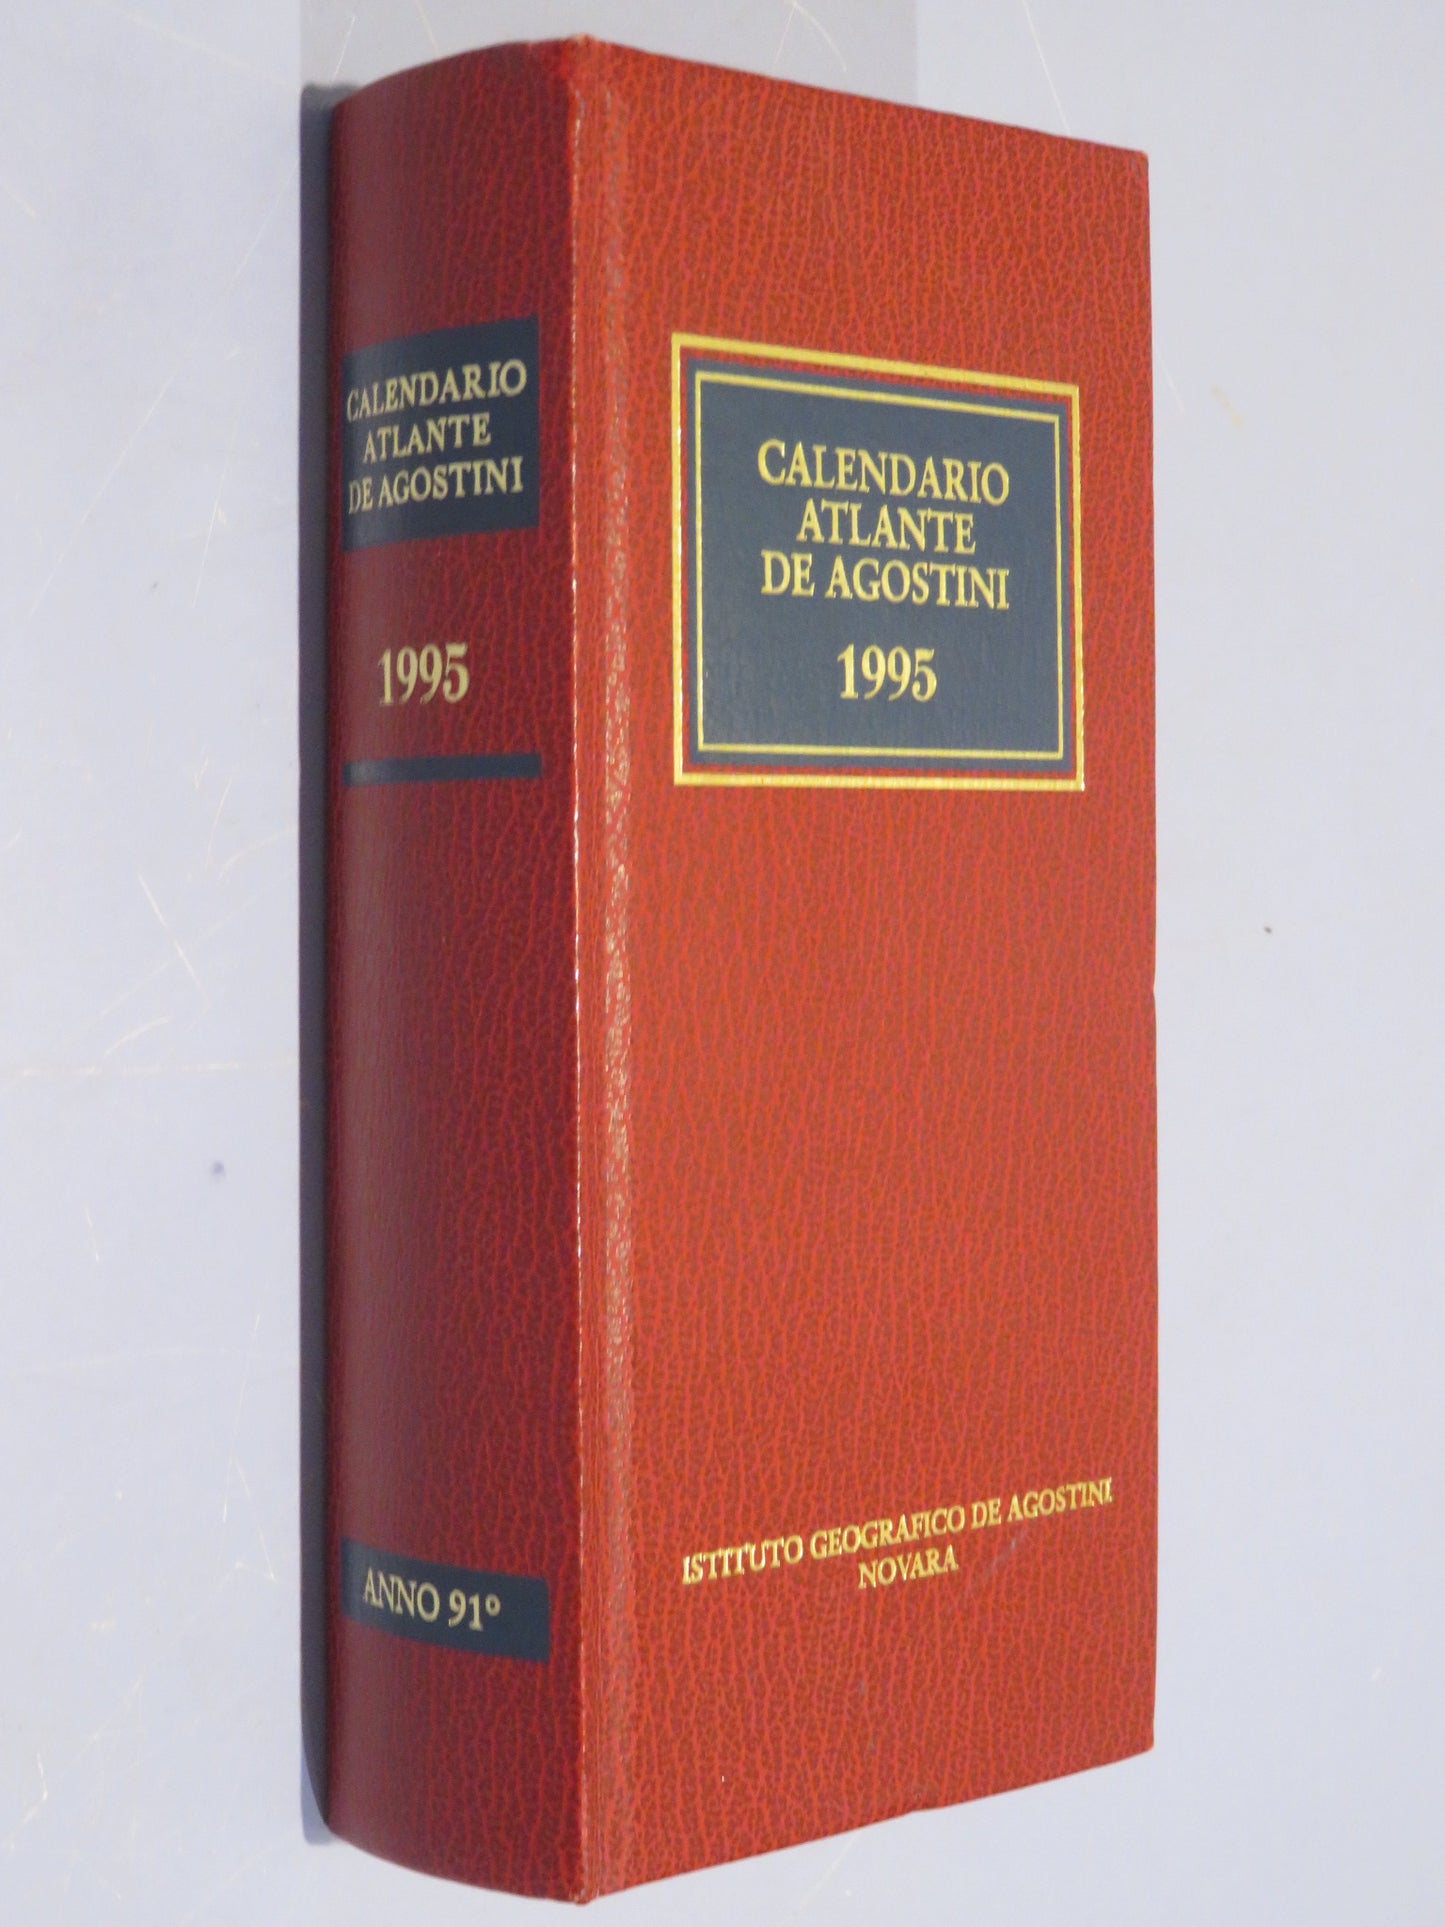 CALENDARIO
ATLANTE
DE AGOSTINI
1995
ANNO 91°
CALENDARIO
ATLANTE
DE AGOSTINI
1995
ISTITUTO GEOGRAFICO DE AGOSTINI
NOVARA